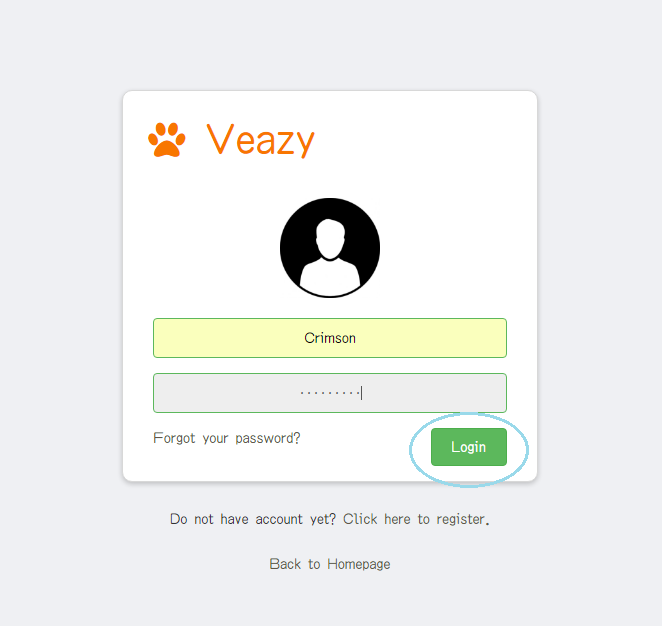 Veazy
Crimson
·········
Forgot your password?
Login
Do not have account yet? Click here to register.
Back to Homepage